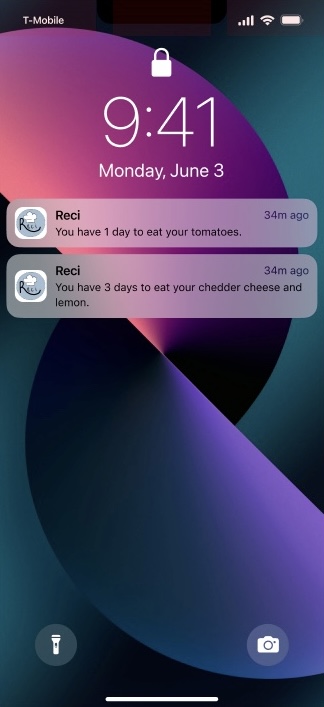 T-Mobile
9:41
Monday, June 3
Reci
34m ago
You have 1 day to eat your tomatoes.
Reci
34m ago
You have 3 days to eat your chedder cheese and
lemon.